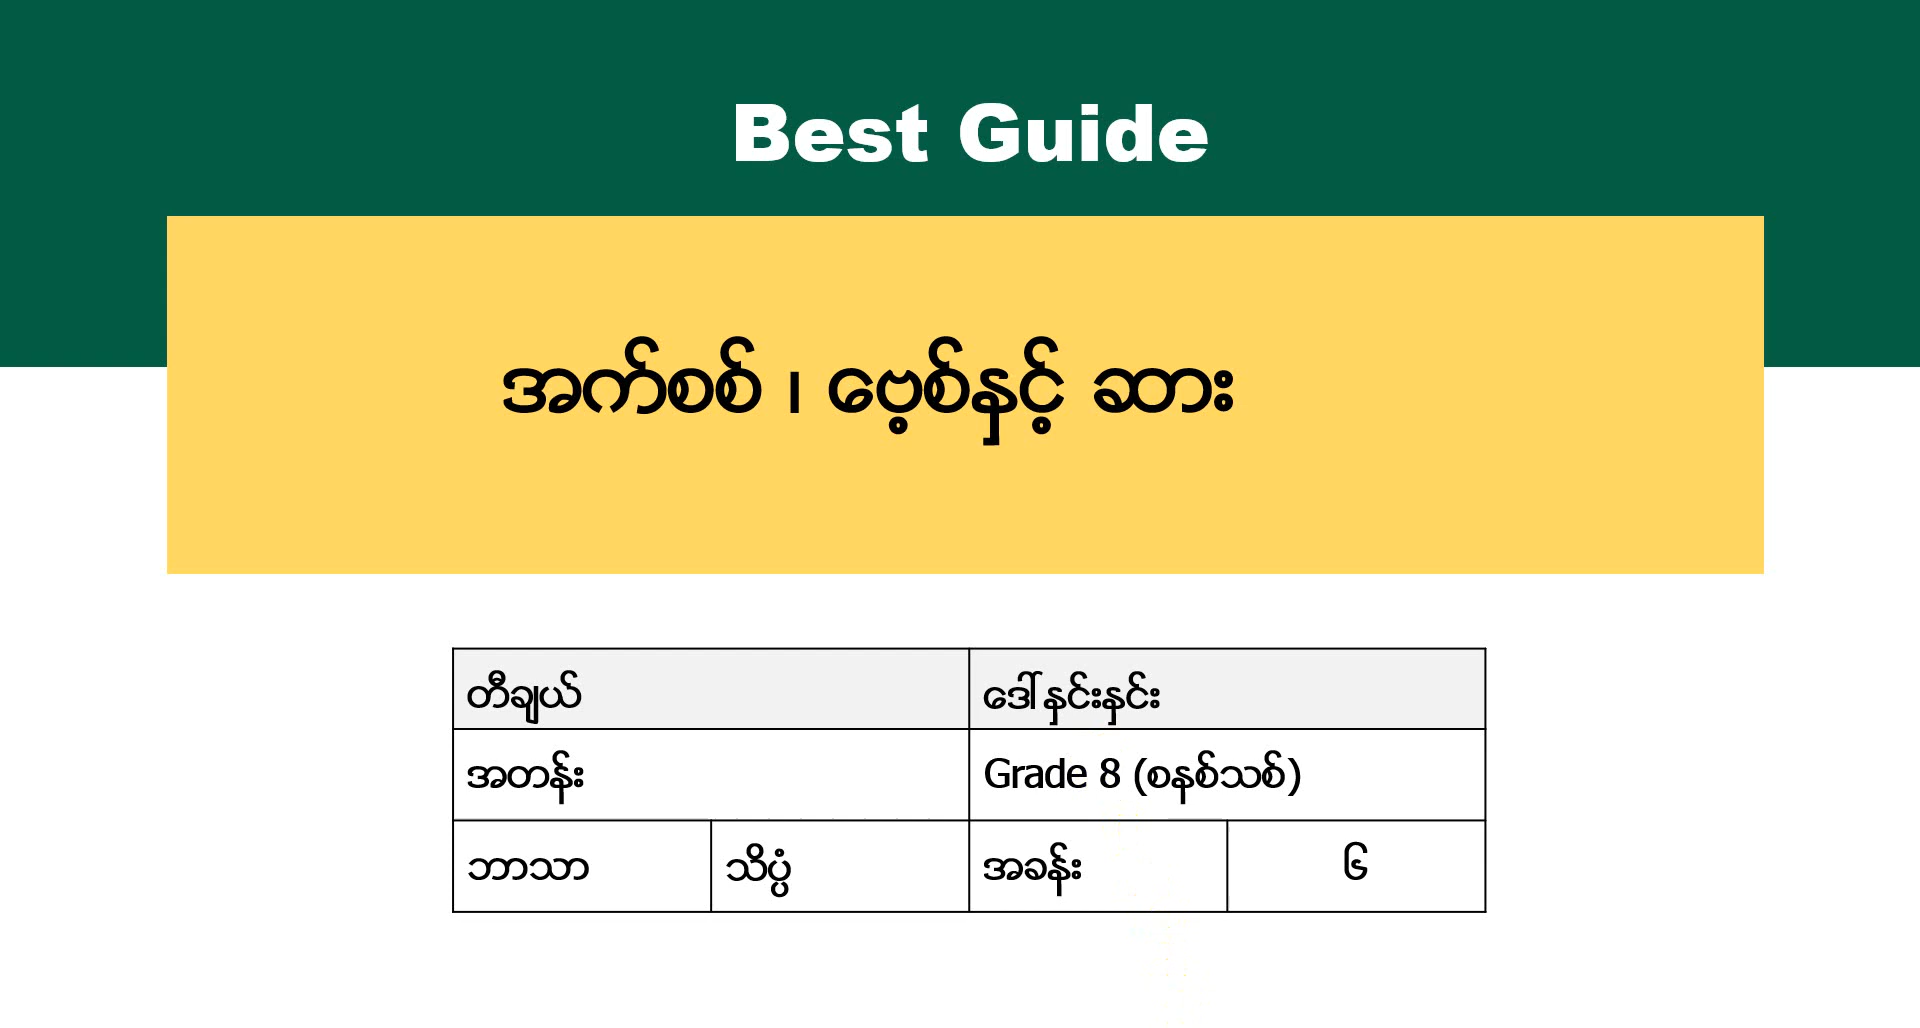 Best Guide
အက်စစ် ၊ ဗေ့စ်နှင့် ဆား
တီချယ် ဒေါ်နှင်းနှင်း
အတန်း Grade 8 (စနစ်သစ်)
ဘာသာ သိပ္ပံ အခန်း ၆